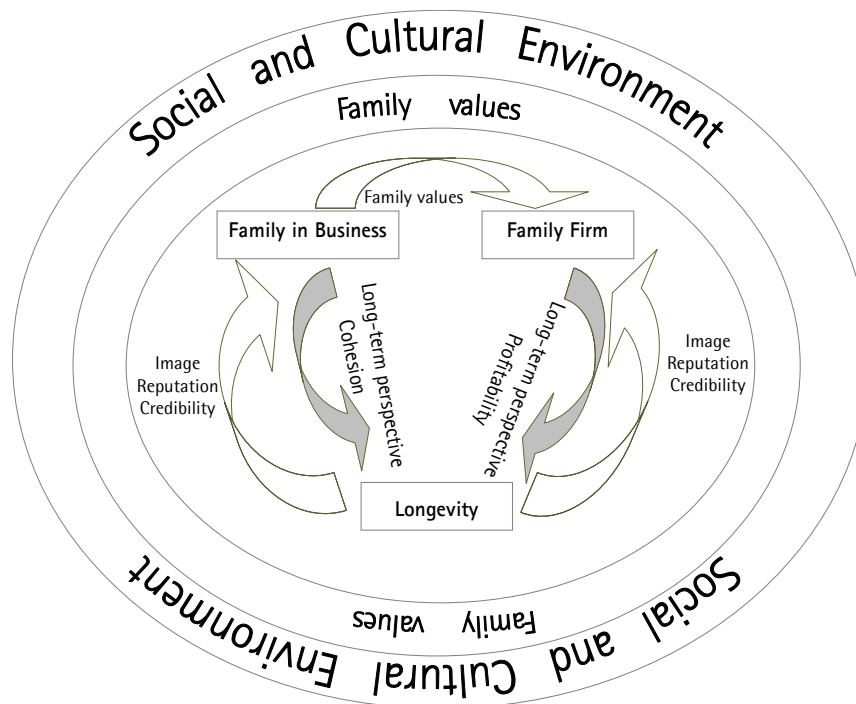 Social and Cultural Environment
Family values
Family values
Family in Business
Family Firm
Long-term perspective
Cohesion
Long-term perspective
Profitability
Image
Reputation
Credibility
Image
Reputation
Credibility
Longevity
Family values
Social and Cultural Environment